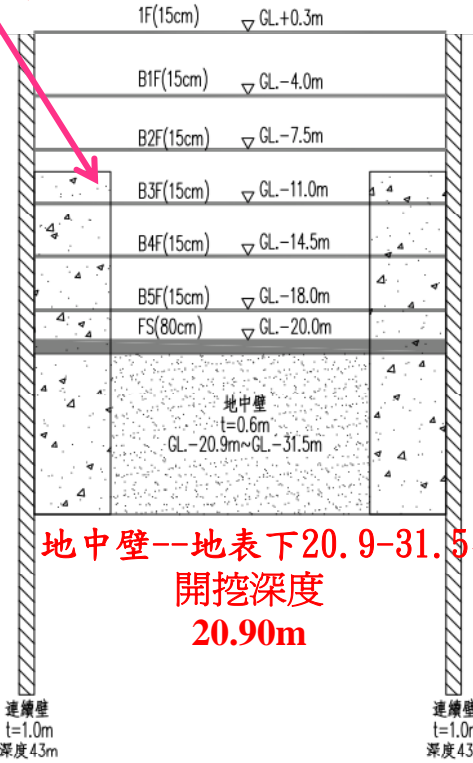 1F(15cm) ▽ GL.+0.3m
B1F(15cm) ▽ GL.-4.0m
B2F(15cm) ▽ GL.-7.5m
B3F(15cm) ▽ GL.-11.0m
B4F(15cm) ▽ GL.-14.5m
B5F(15cm) ▽ GL.-18.0m
FS(80cm) ▽ GL.-20.0m
地中壁
t=0.6m
GL.-20.9m~GL.-31.5m
地中壁--地表下20.9-31.5
開挖深度
20.90m
連續壁
t=1.0m
深度43m
連續壁
t=1.0m
深度43